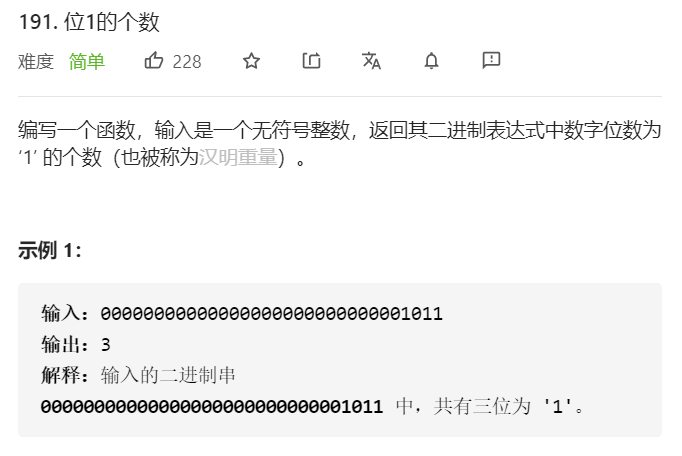 191. 位1的个数
难度 简单 228
编写一个函数，输入是一个无符号整数，返回其二进制表达式中数字位数为
‘1’ 的个数（也被称为汉明重量）。
示例 1：
输入：00000000000000000000000000001011
输出：3
解释：输入的二进制串
00000000000000000000000000001011 中，共有三位为 '1'。